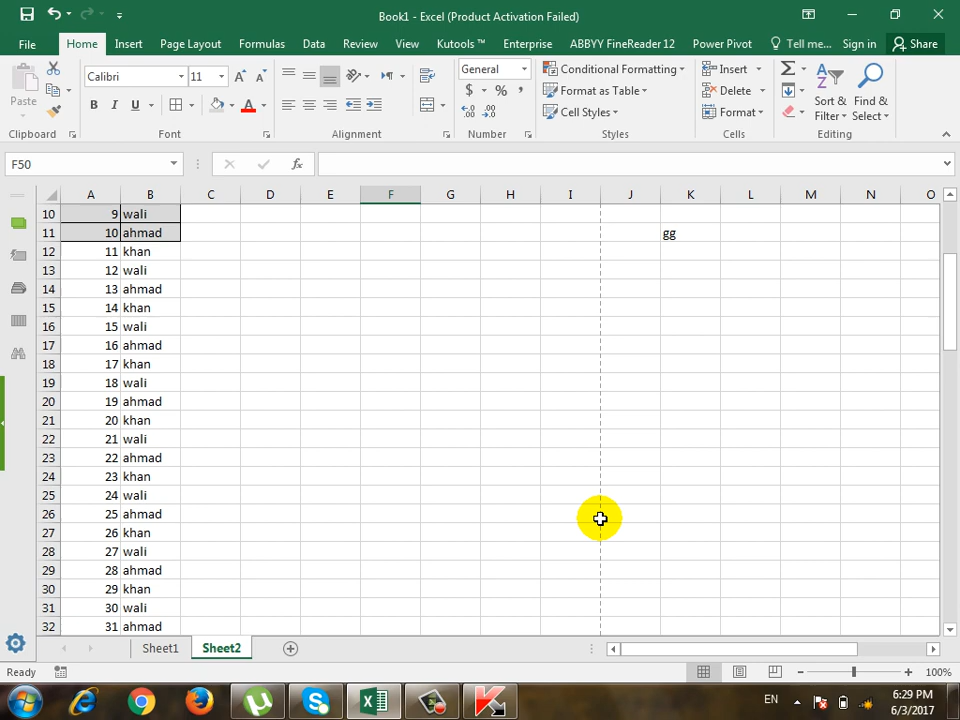 Book1 - Excel (Product Activation Failed)
File Home Insert Page Layout Formulas Data Review View Kutools ™ Enterprise ABBYY FineReader 12 Power Pivot Tell me... Sign in Share
Paste
Calibri 11 A A
B I U A
General
$ % ,
Conditional Formatting
Format as Table
Cell Styles
Insert
Delete
Format
Sort & Filter
Find & Select
Clipboard Font Alignment Number Styles Cells Editing
F50 fx
A B C D E F G H I J K L M N O
10 9 wali
11 10 ahmad gg
12 11 khan
13 12 wali
14 13 ahmad
15 14 khan
16 15 wali
17 16 ahmad
18 17 khan
19 18 wali
20 19 ahmad
21 20 khan
22 21 wali
23 22 ahmad
24 23 khan
25 24 wali
26 25 ahmad
27 26 khan
28 27 wali
29 28 ahmad
30 29 khan
31 30 wali
32 31 ahmad
Sheet1 Sheet2
Ready 100%
EN 6:29 PM
6/3/2017